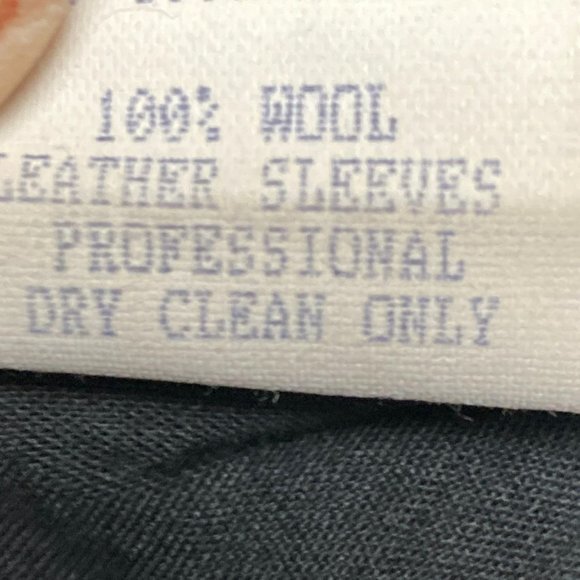 100% WOOL
LEATHER SLEEVES
PROFESSIONAL
DRY CLEAN ONLY